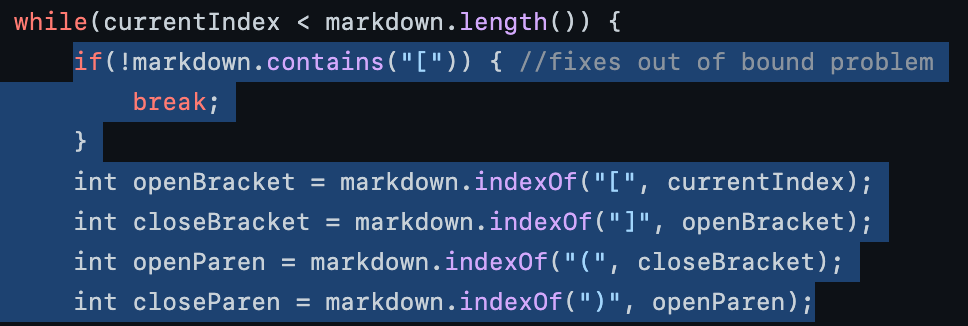 while(currentIndex < markdown.length()) {
    if(!markdown.contains("[")) { //fixes out of bound problem
        break;
    }
    int openBracket = markdown.indexOf("[", currentIndex);
    int closeBracket = markdown.indexOf("]", openBracket);
    int openParen = markdown.indexOf("(", closeBracket);
    int closeParen = markdown.indexOf(")", openParen);